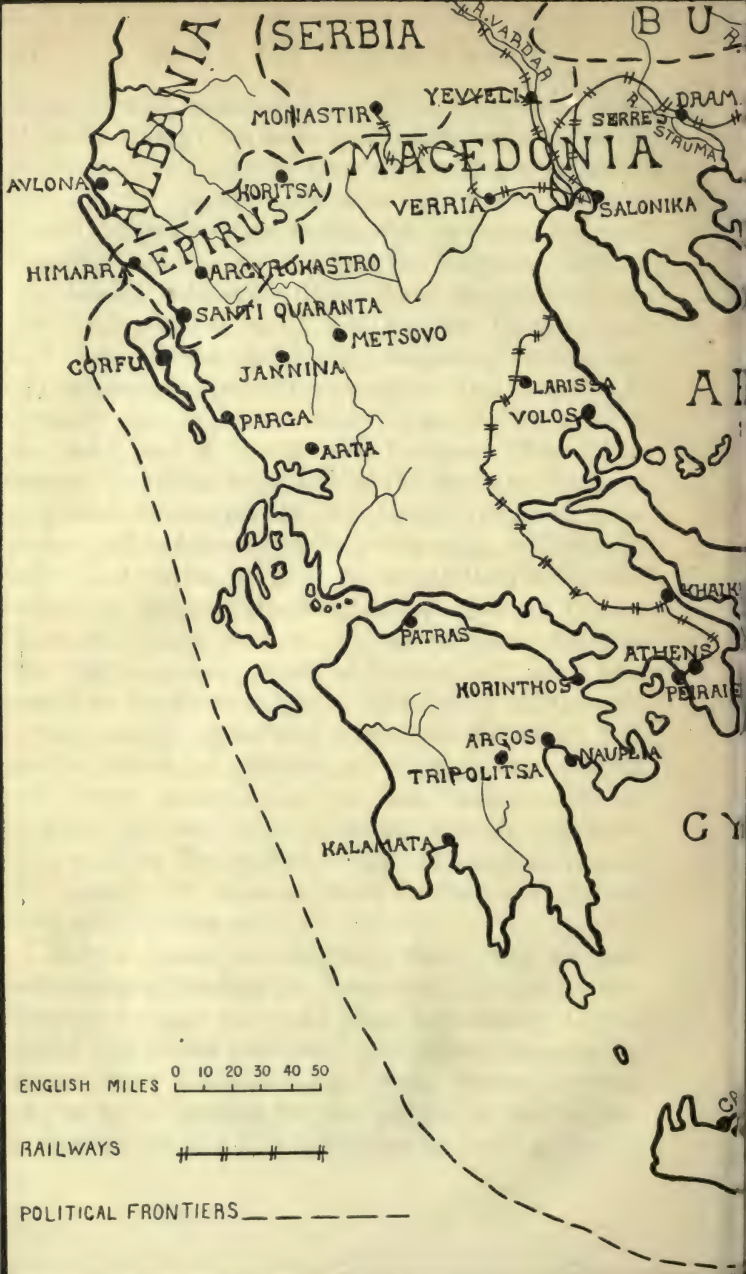 SERBIA
B U
R.
R. VARDAR
ALBANIA
YEVYELI
MONASTIR
DRAM.
SERRES
R. STRUMA
MACEDONIA
AVLONA
KORITSA
VERRIA
SALONIKA
EPIRUS
HIMARRA
ARGYROKASTRO
SANTI QUARANTA
METSOVO
CORFU
JANNINA
LARISSA
A
VOLOS
PARGA
ARTA
KHALK
PATRAS
ATHENS
KORINTHOS
PEIRAIE
ARGOS
NAUPLIA
TRIPOLITSA
C Y
KALAMATA
0 10 20 30 40 50
ENGLISH MILES
C
RAILWAYS
POLITICAL FRONTIERS